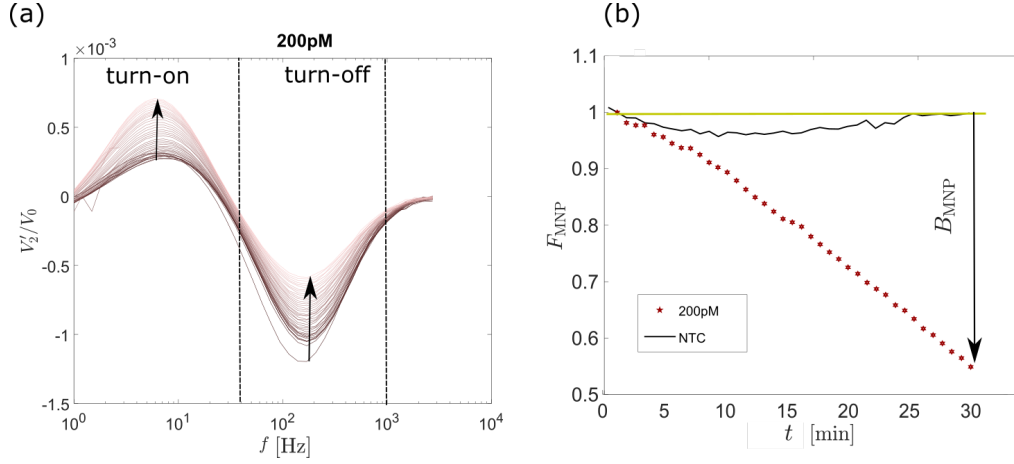 (a)
200pM
×10⁻³
turn-on
turn-off
1
0.5
0
-0.5
-1
-1.5
V₂′/V₀
10⁰
10¹
10²
10³
10⁴
f [Hz]
(b)
1.1
1
0.9
0.8
0.7
0.6
0.5
F_MNP
B_MNP
200pM
NTC
0
5
10
15
20
25
30
t [min]